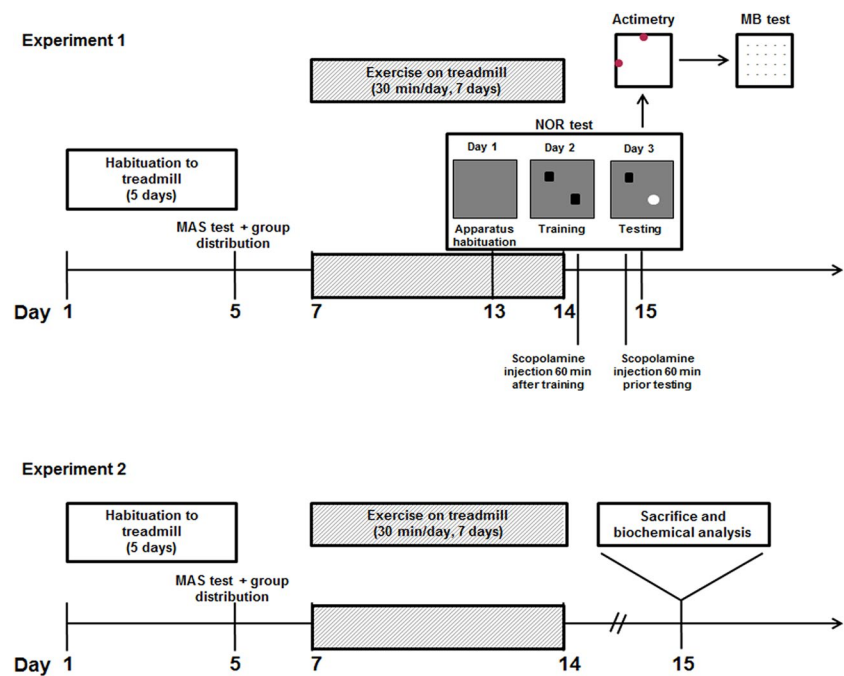 Experiment 1
Actimetry
MB test
Exercise on treadmill
(30 min/day, 7 days)
NOR test
Day 1
Day 2
Day 3
Habituation to
treadmill
(5 days)
Apparatus
habituation
Training
Testing
MAS test + group
distribution
Day
1
5
7
13
14
15
Scopolamine
injection 60 min
after training
Scopolamine
injection 60 min
prior testing
Experiment 2
Habituation to
treadmill
(5 days)
Exercise on treadmill
(30 min/day, 7 days)
Sacrifice and
biochemical analysis
MAS test + group
distribution
Day
1
5
7
14
15